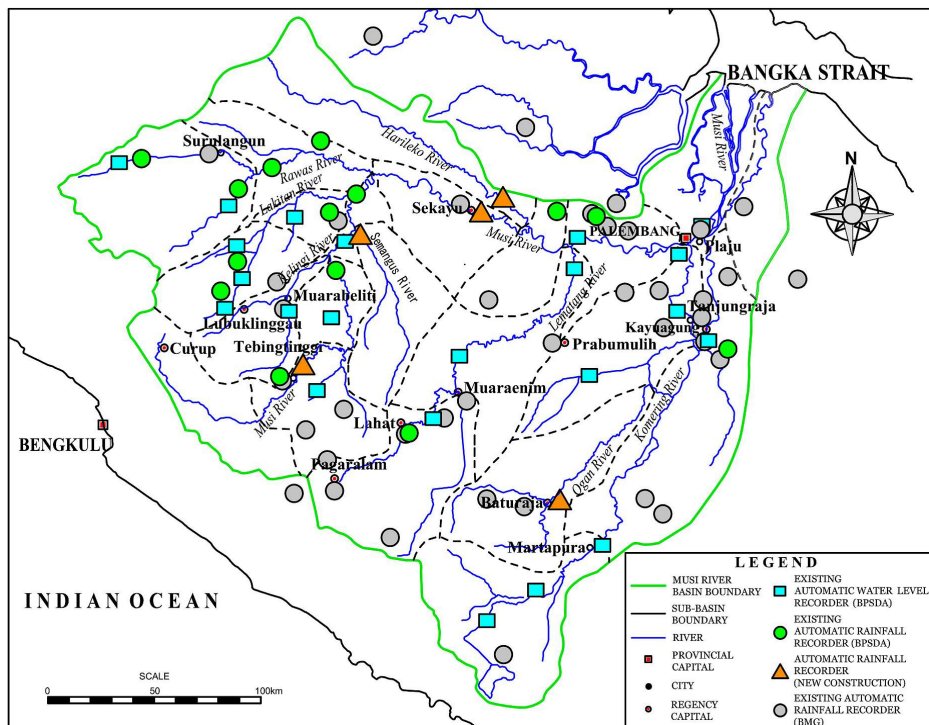 BANGKA STRAIT
Musi River
Harileko River
Surulangun
Rawas River
Lakitan River
N
Sekayu
Musi River
PALEMBANG
Plaju
Semangus River
Kelingi River
Lematang River
Muarabeliti
Tanjungraja
Lubuklinggau
Kayuagung
Curup
Tebingtinggi
Prabumulih
Muaraenim
Musi River
Komering River
BENGKULU
Lahat
Pagaralam
Ogan River
Baturaja
Martapura
INDIAN OCEAN
SCALE
0 50 100km
LEGEND
MUSI RIVER
BASIN BOUNDARY
SUB-BASIN
BOUNDARY
RIVER
PROVINCIAL
CAPITAL
CITY
REGENCY
CAPITAL
EXISTING
AUTOMATIC WATER LEVEL
RECORDER (BPSDA)
EXISTING
AUTOMATIC RAINFALL
RECORDER (BPSDA)
AUTOMATIC RAINFALL
RECORDER
(NEW CONSTRUCTION)
EXISTING AUTOMATIC
RAINFALL RECORDER
(BMG)